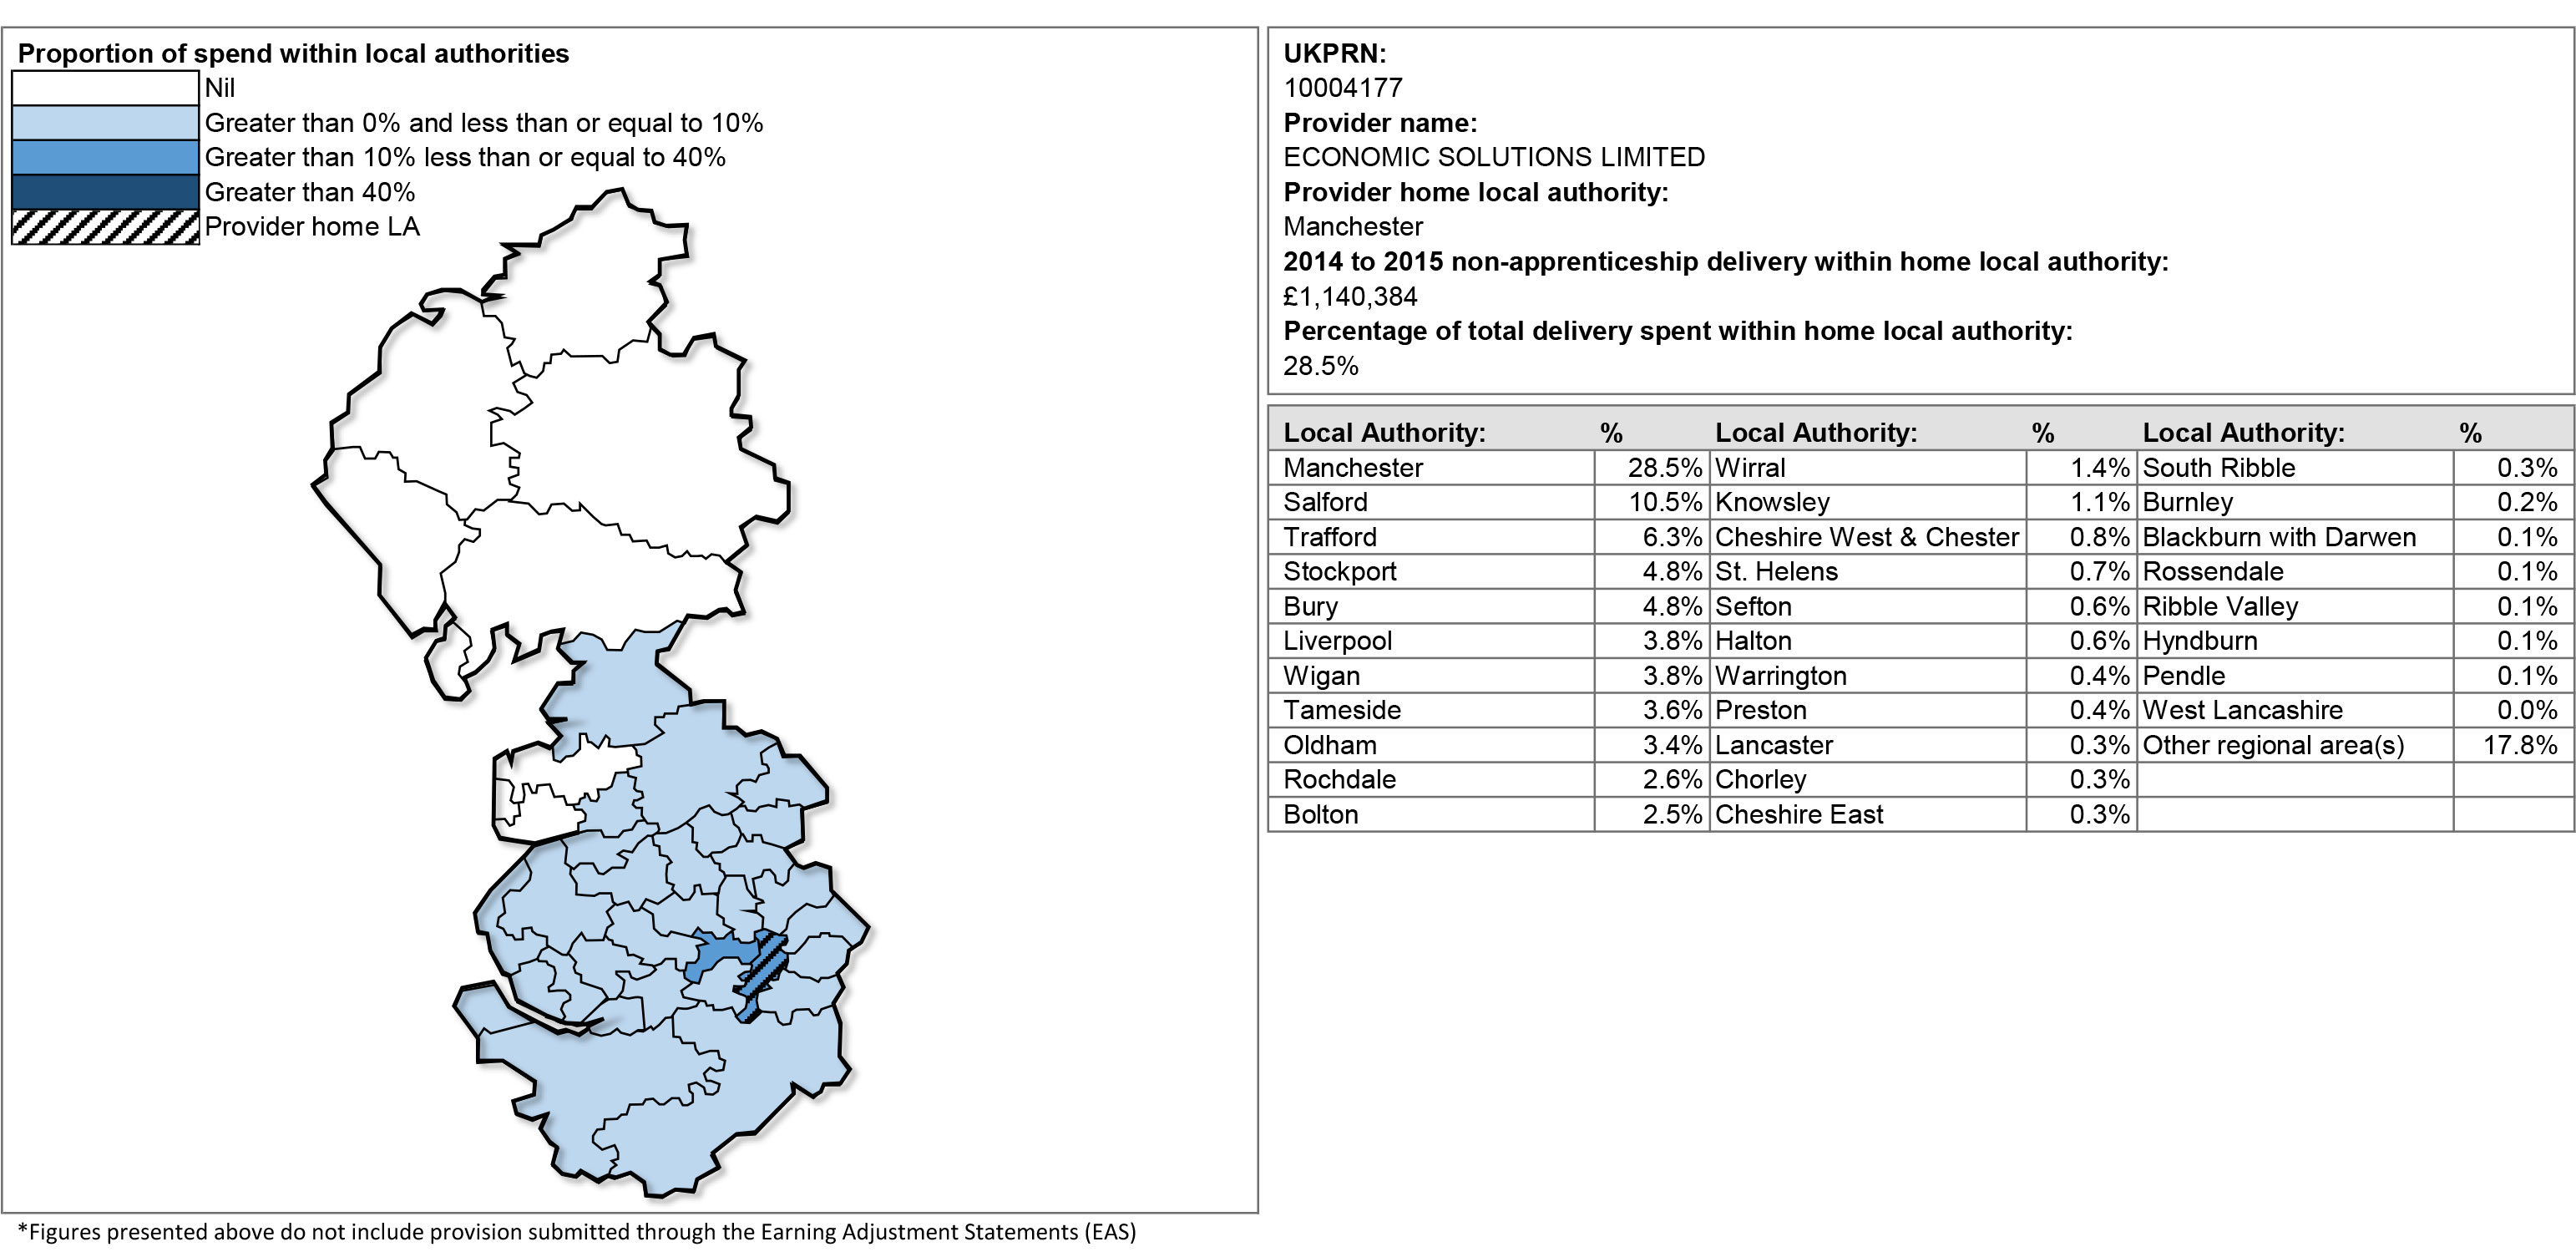 Proportion of spend within local authorities
Nil
Greater than 0% and less than or equal to 10%
Greater than 10% less than or equal to 40%
Greater than 40%
Provider home LA
*Figures presented above do not include provision submitted through the Earning Adjustment Statements (EAS)
UKPRN:
10004177
Provider name:
ECONOMIC SOLUTIONS LIMITED
Provider home local authority:
Manchester
2014 to 2015 non-apprenticeship delivery within home local authority:
£1,140,384
Percentage of total delivery spent within home local authority:
28.5%
Local Authority: % Local Authority: % Local Authority: %
Manchester 28.5% Wirral 1.4% South Ribble 0.3%
Salford 10.5% Knowsley 1.1% Burnley 0.2%
Trafford 6.3% Cheshire West & Chester 0.8% Blackburn with Darwen 0.1%
Stockport 4.8% St. Helens 0.7% Rossendale 0.1%
Bury 4.8% Sefton 0.6% Ribble Valley 0.1%
Liverpool 3.8% Halton 0.6% Hyndburn 0.1%
Wigan 3.8% Warrington 0.4% Pendle 0.1%
Tameside 3.6% Preston 0.4% West Lancashire 0.0%
Oldham 3.4% Lancaster 0.3% Other regional area(s) 17.8%
Rochdale 2.6% Chorley 0.3%
Bolton 2.5% Cheshire East 0.3%